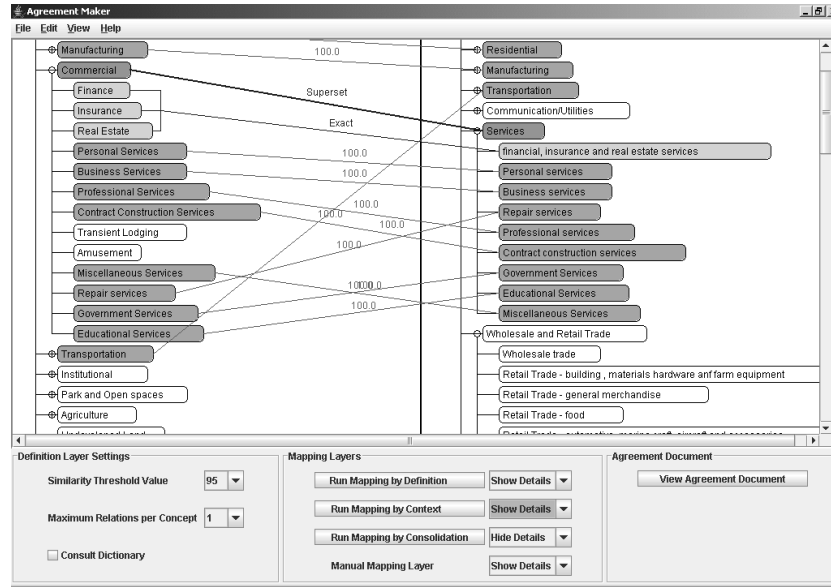 Agreement Maker
File Edit View Help
Manufacturing
Commercial
Finance
Insurance
Real Estate
Personal Services
Business Services
Professional Services
Contract Construction Services
Transient Lodging
Amusement
Miscellaneous Services
Repair services
Government Services
Educational Services
Transportation
Institutional
Park and Open spaces
Agriculture
100.0
Superset
Exact
100.0
100.0
100.0
100.0
100.0
100.0
100.0
Residential
Manufacturing
Transportation
Communication/Utilities
Services
financial, insurance and real estate services
Personal services
Business services
Repair services
Professional services
Contract construction services
Government Services
Educational Services
Miscellaneous Services
Wholesale and Retail Trade
Wholesale trade
Retail Trade - building , materials hardware anf farm equipment
Retail Trade - general merchandise
Retail Trade - food
Definition Layer Settings
Similarity Threshold Value 95
Maximum Relations per Concept 1
Consult Dictionary
Mapping Layers
Run Mapping by Definition Show Details
Run Mapping by Context Show Details
Run Mapping by Consolidation Hide Details
Manual Mapping Layer Show Details
Agreement Document
View Agreement Document